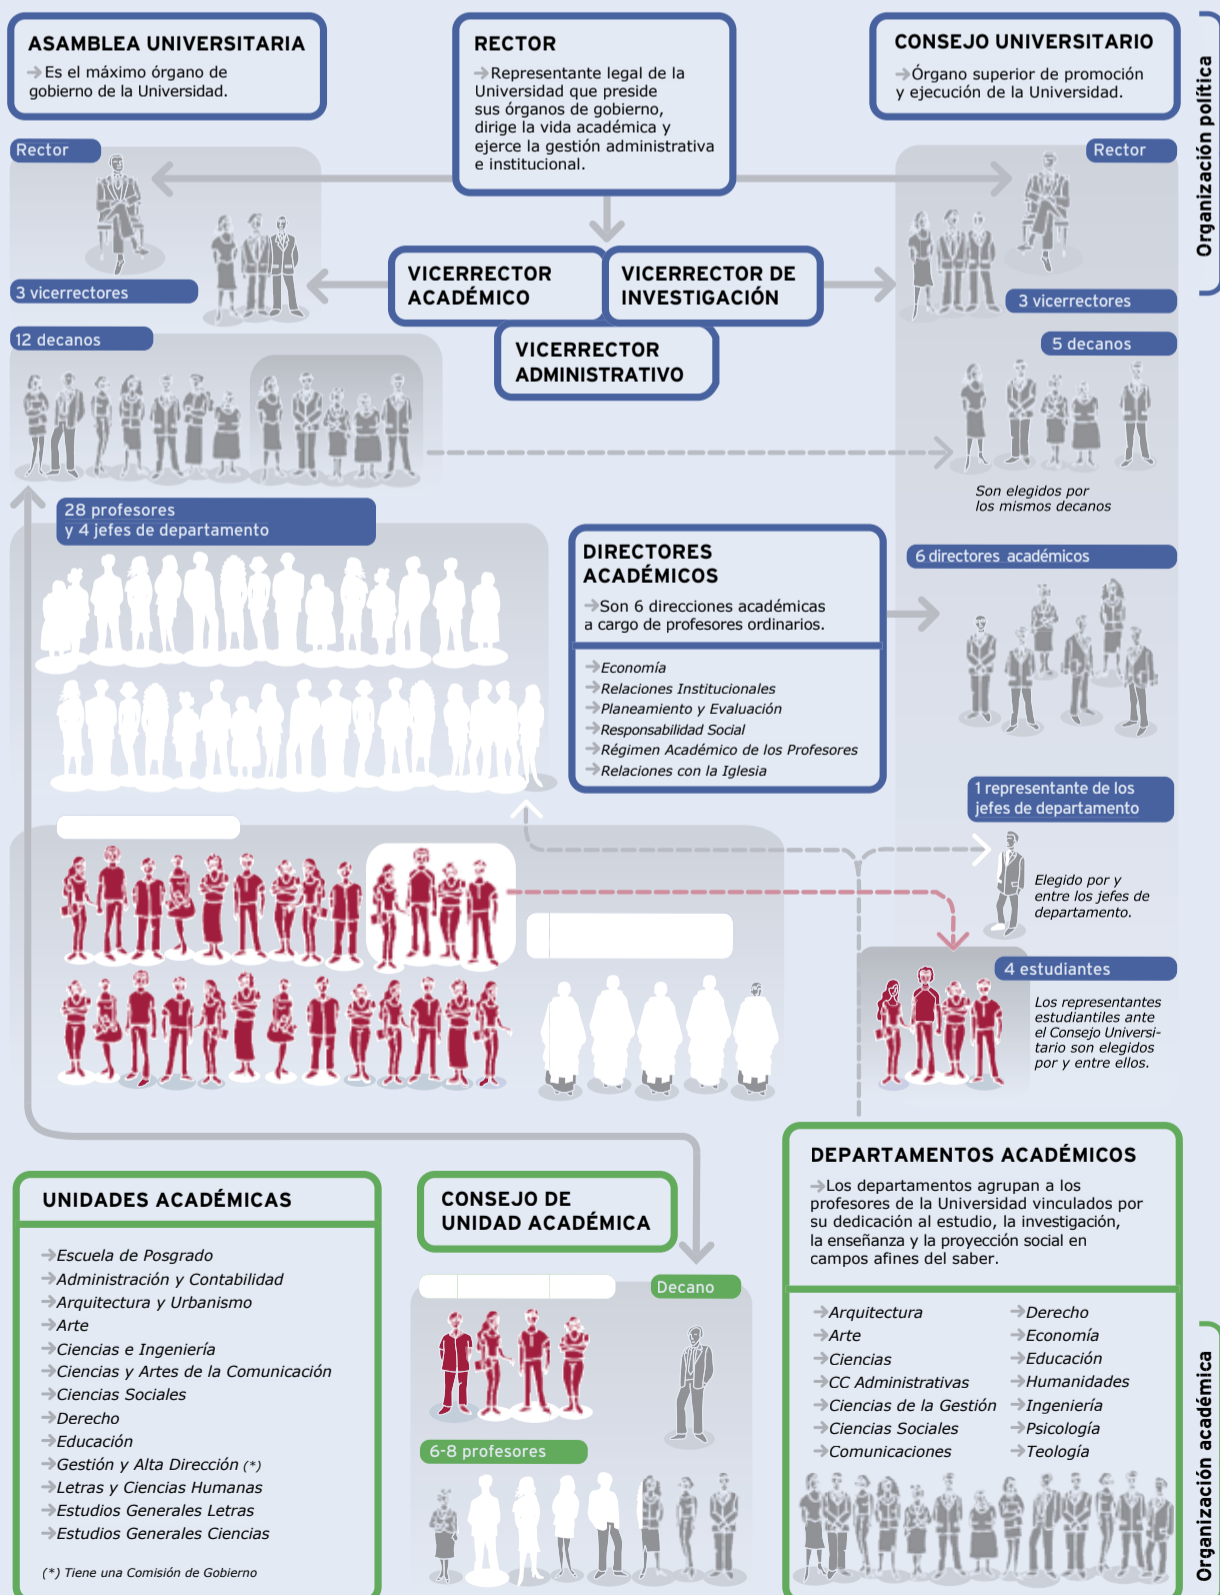 ASAMBLEA UNIVERSITARIA
Es el máximo órgano de
gobierno de la Universidad.
RECTOR
Representante legal de la
Universidad que preside
sus órganos de gobierno,
dirige la vida académica y
ejerce la gestión administrativa
e institucional.
CONSEJO UNIVERSITARIO
Órgano superior de promoción
y ejecución de la Universidad.
Organización política
Rector
3 vicerrectores
12 decanos
VICERRECTOR
ACADÉMICO
VICERRECTOR DE
INVESTIGACIÓN
VICERRECTOR
ADMINISTRATIVO
Rector
3 vicerrectores
5 decanos
Son elegidos por
los mismos decanos
28 profesores
y 4 jefes de departamento
DIRECTORES
ACADÉMICOS
Son 6 direcciones académicas
a cargo de profesores ordinarios.
Economía
Relaciones Institucionales
Planeamiento y Evaluación
Responsabilidad Social
Régimen Académico de los Profesores
Relaciones con la Iglesia
6 directores académicos
1 representante de los
jefes de departamento
Elegido por y
entre los jefes de
departamento.
4 estudiantes
Los representantes
estudiantiles ante
el Consejo Universi-
tario son elegidos
por y entre ellos.
UNIDADES ACADÉMICAS
Escuela de Posgrado
Administración y Contabilidad
Arquitectura y Urbanismo
Arte
Ciencias e Ingeniería
Ciencias y Artes de la Comunicación
Ciencias Sociales
Derecho
Educación
Gestión y Alta Dirección (*)
Letras y Ciencias Humanas
Estudios Generales Letras
Estudios Generales Ciencias
(*) Tiene una Comisión de Gobierno
CONSEJO DE
UNIDAD ACADÉMICA
Decano
6-8 profesores
DEPARTAMENTOS ACADÉMICOS
Los departamentos agrupan a los
profesores de la Universidad vinculados por
su dedicación al estudio, la investigación,
la enseñanza y la proyección social en
campos afines del saber.
Arquitectura
Arte
Ciencias
CC Administrativas
Ciencias de la Gestión
Ciencias Sociales
Comunicaciones
Derecho
Economía
Educación
Humanidades
Ingeniería
Psicología
Teología
Organización académica